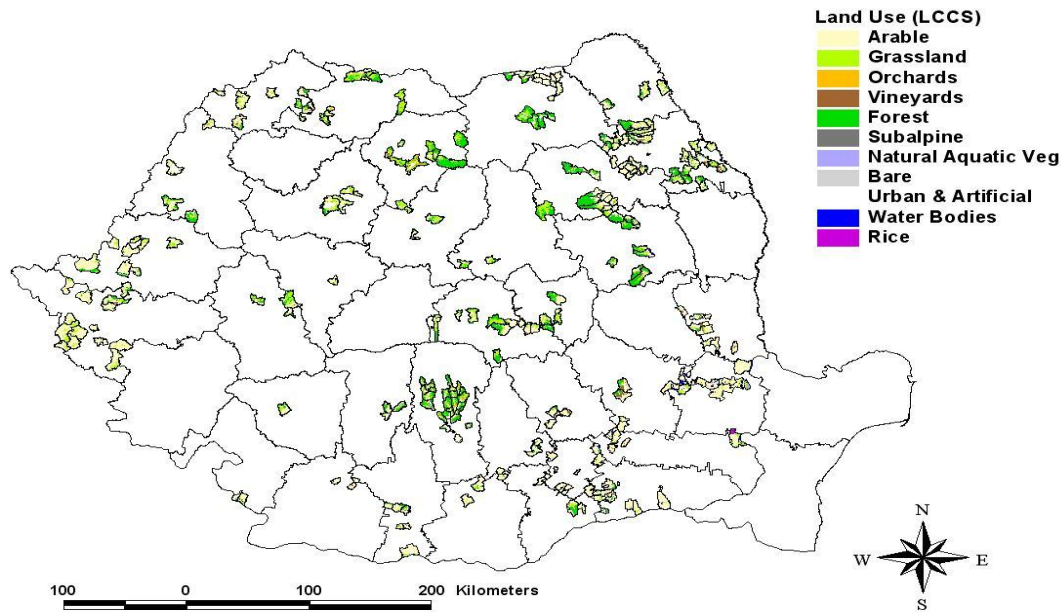 Land Use (LCCS)
Arable
Grassland
Orchards
Vineyards
Forest
Subalpine
Natural Aquatic Veg
Bare
Urban & Artificial
Water Bodies
Rice
N
W E
S
100 0 100 200 Kilometers